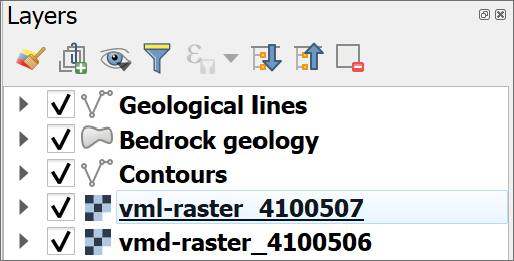 Layers
Geological lines
Bedrock geology
Contours
vml-raster_4100507
vmd-raster_4100506